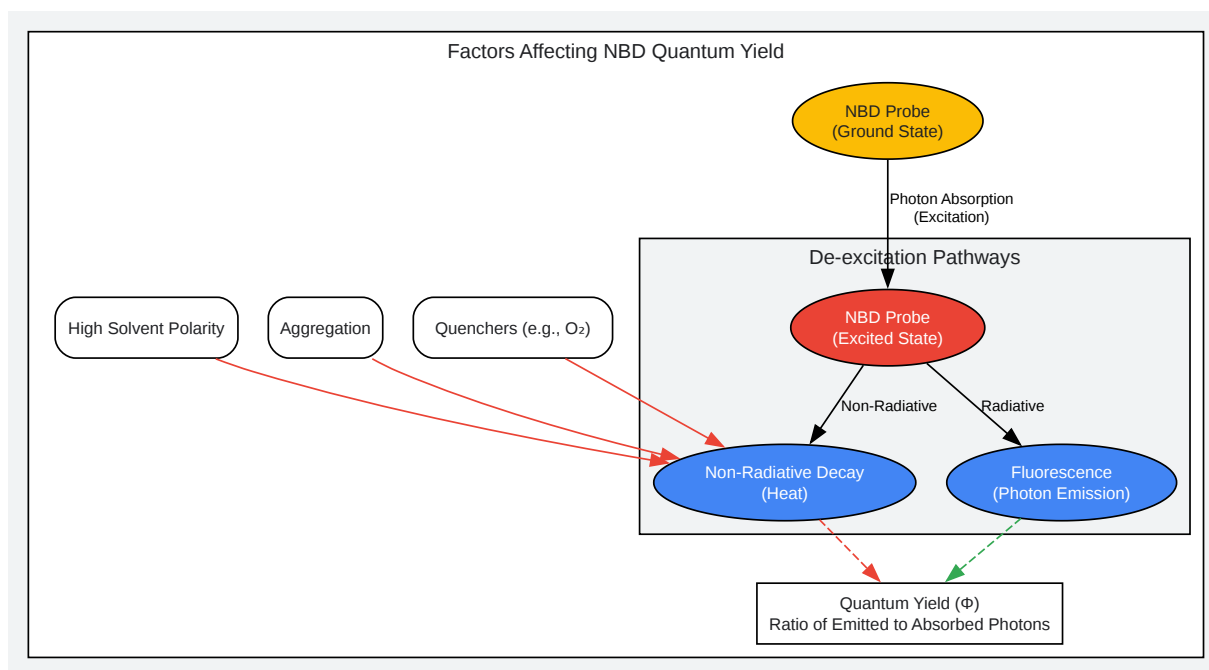 Factors Affecting NBD Quantum Yield
NBD Probe
(Ground State)
Photon Absorption
(Excitation)
De-excitation Pathways
High Solvent Polarity
Aggregation
Quenchers (e.g., O₂)
NBD Probe
(Excited State)
Non-Radiative
Radiative
Non-Radiative Decay
(Heat)
Fluorescence
(Photon Emission)
Quantum Yield (Φ)
Ratio of Emitted to Absorbed Photons